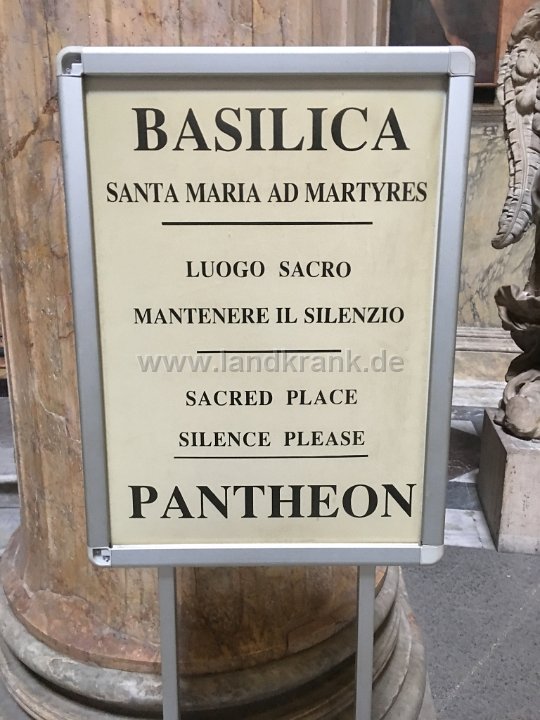 BASILICA
SANTA MARIA AD MARTYRES
LUOGO SACRO
MANTENERE IL SILENZIO
www.landkrank.de
SACRED PLACE
SILENCE PLEASE
PANTHEON